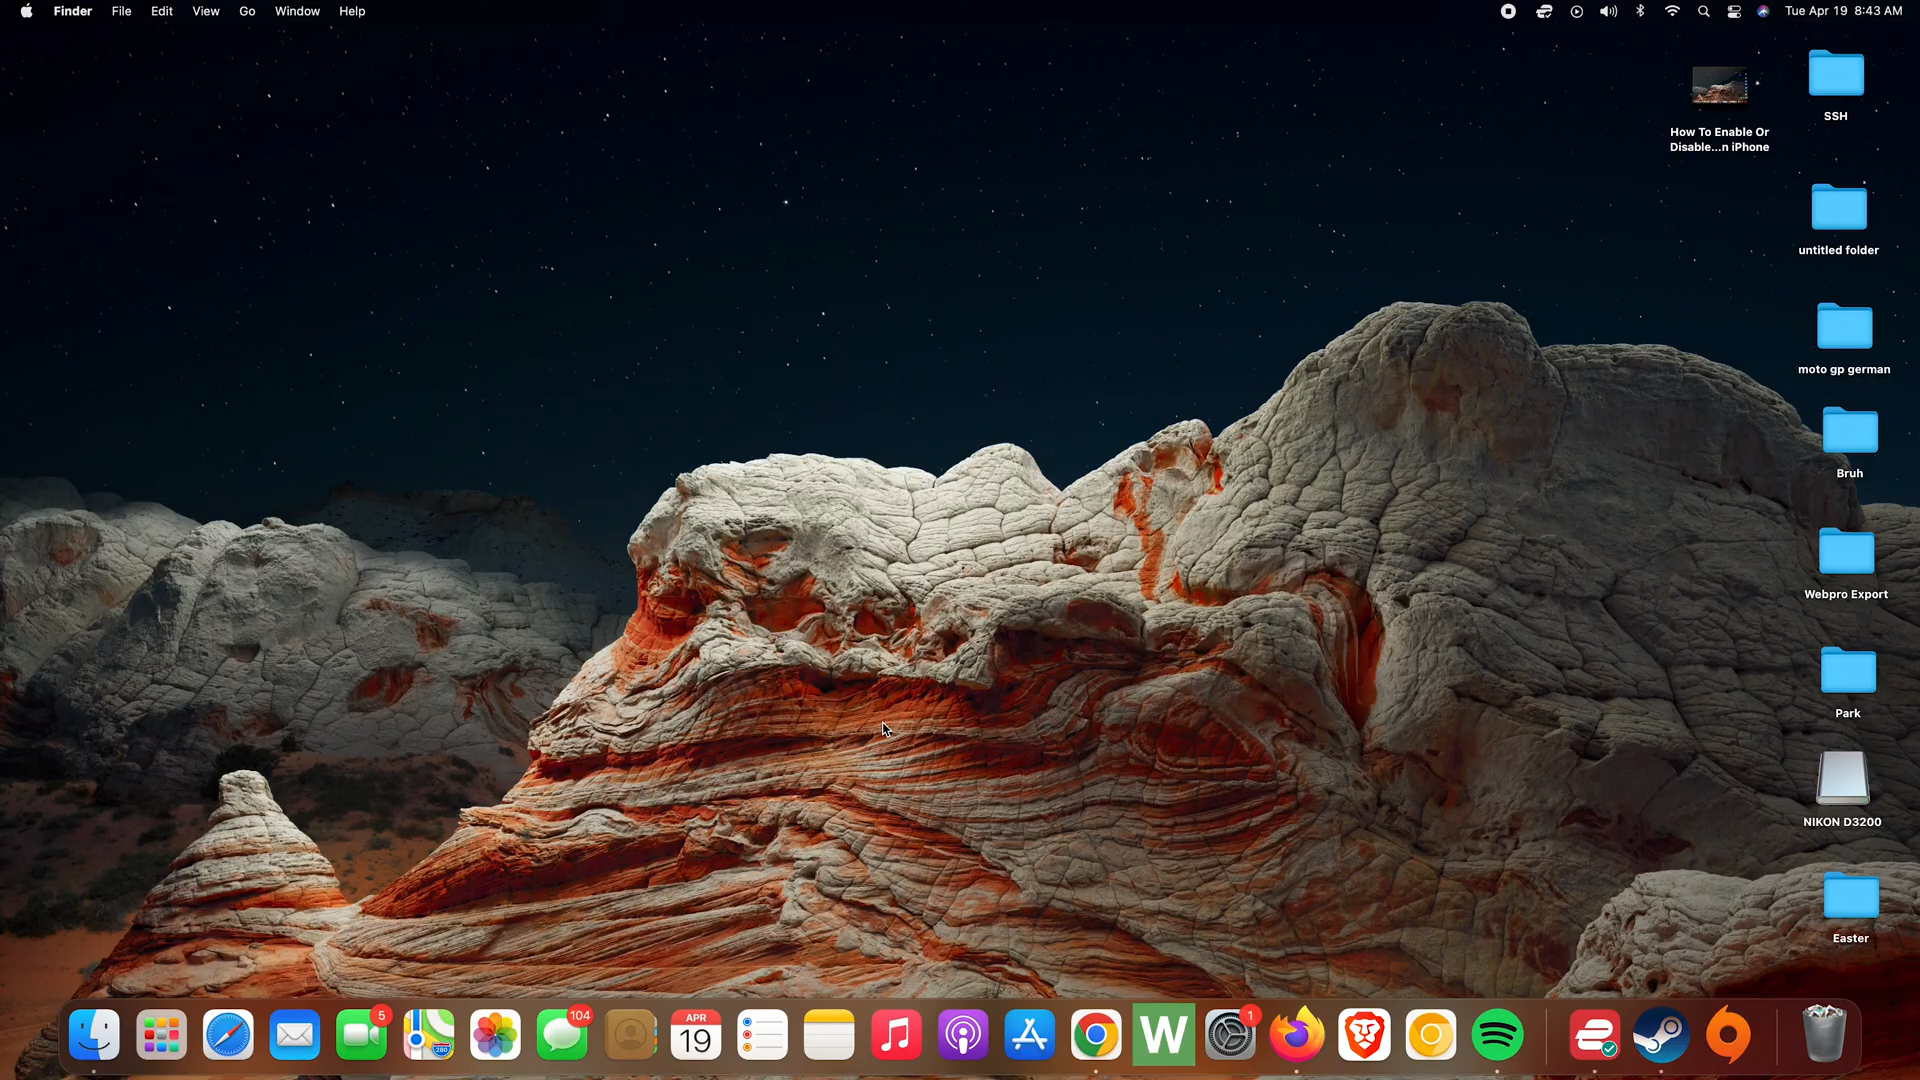 Finder File Edit View Go Window Help
Tue Apr 19 8:43 AM
How To Enable Or
Disable...n iPhone
SSH
untitled folder
moto gp german
Bruh
Webpro Export
Park
NIKON D3200
Easter
5
280
104
APR
19
W
1